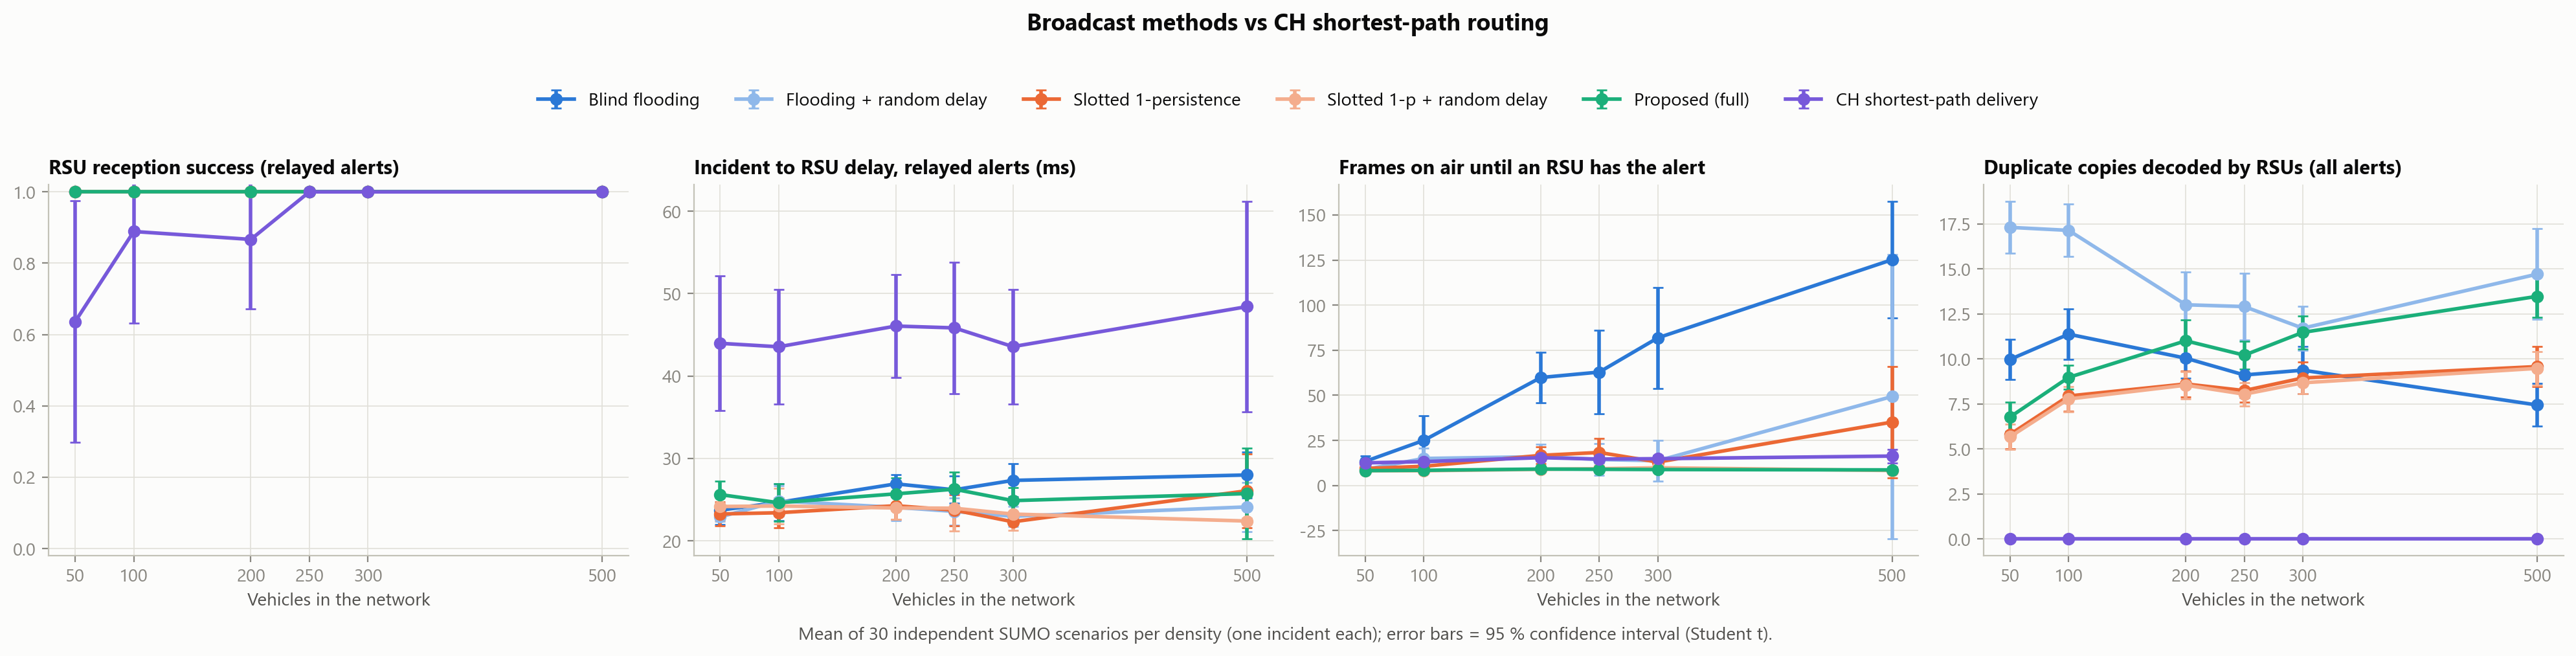 Broadcast methods vs CH shortest-path routing
Blind flooding Flooding + random delay Slotted 1-persistence Slotted 1-p + random delay Proposed (full) CH shortest-path delivery
RSU reception success (relayed alerts)
1.0
0.8
0.6
0.4
0.2
0.0
50 100 200 250 300 500
Vehicles in the network
Incident to RSU delay, relayed alerts (ms)
60
50
40
30
20
50 100 200 250 300 500
Vehicles in the network
Frames on air until an RSU has the alert
150
125
100
75
50
25
0
-25
50 100 200 250 300 500
Vehicles in the network
Duplicate copies decoded by RSUs (all alerts)
17.5
15.0
12.5
10.0
7.5
5.0
2.5
0.0
50 100 200 250 300 500
Vehicles in the network
Mean of 30 independent SUMO scenarios per density (one incident each); error bars = 95 % confidence interval (Student t).